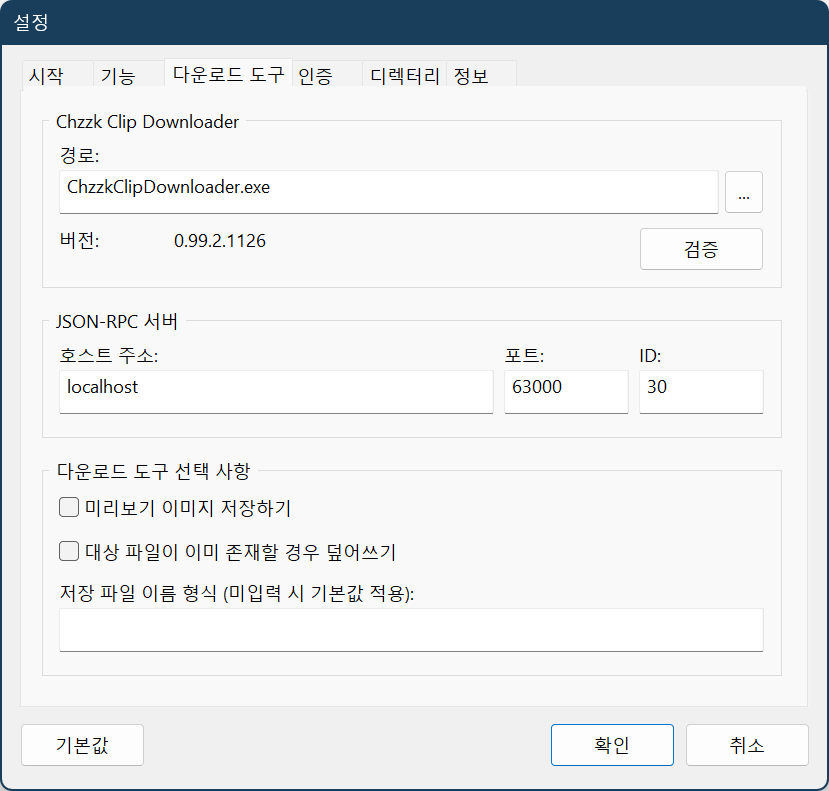 설정
시작 기능 다운로드 도구 인증 디렉터리 정보
Chzzk Clip Downloader
경로:
ChzzkClipDownloader.exe ...
버전: 0.99.2.1126 검증
JSON-RPC 서버
호스트 주소: 포트: ID:
localhost 63000 30
다운로드 도구 선택 사항
미리보기 이미지 저장하기
대상 파일이 이미 존재할 경우 덮어쓰기
저장 파일 이름 형식 (미입력 시 기본값 적용):
기본값 확인 취소